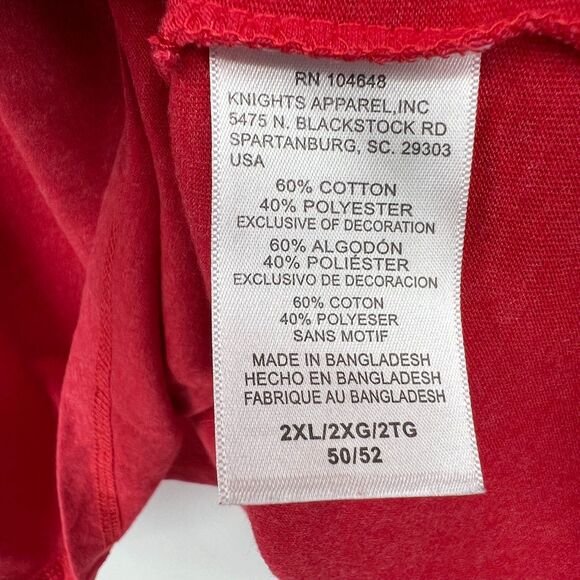 RN 104648
KNIGHTS APPAREL,INC
5475 N. BLACKSTOCK RD
SPARTANBURG, SC. 29303
USA
60% COTTON
40% POLYESTER
EXCLUSIVE OF DECORATION
60% ALGODÓN
40% POLIÉSTER
EXCLUSIVO DE DECORACION
60% COTON
40% POLYESER
SANS MOTIF
MADE IN BANGLADESH
HECHO EN BANGLADESH
FABRIQUE AU BANGLADESH
2XL/2XG/2TG
50/52